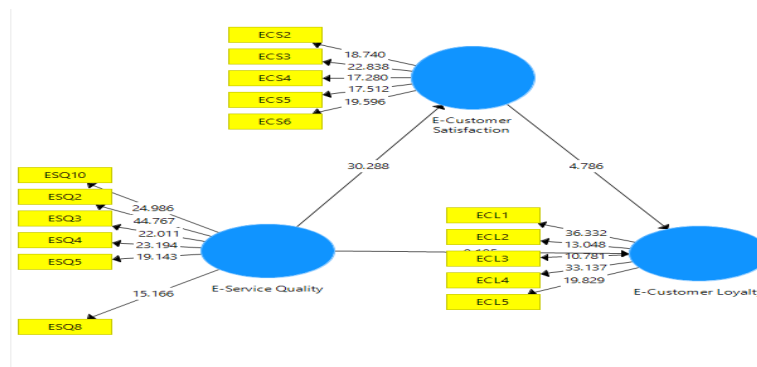 ECS2
ECS3
ECS4
ECS5
ECS6
18.740
22.838
17.280
17.512
19.596
E-Customer
Satisfaction
30.288
4.786
ESQ10
ESQ2
ESQ3
ESQ4
ESQ5
ESQ8
24.986
44.767
22.011
23.194
19.143
15.166
E-Service Quality
ECL1
ECL2
ECL3
ECL4
ECL5
36.332
13.048
10.781
33.137
19.829
E-Customer Loyalt